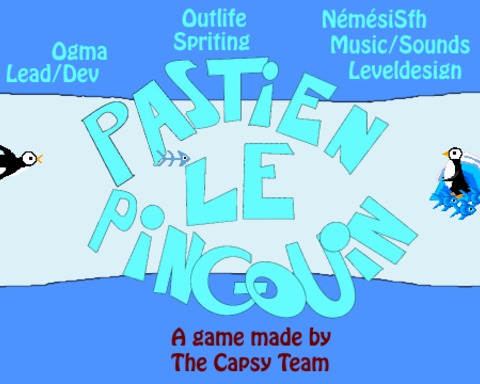 Outlife
Spriting
NémésiSfh
Music/Sounds
Leveldesign
Ogma
Lead/Dev
PASTiEN
LE
PiNGOUiN
A game made by
The Capsy Team